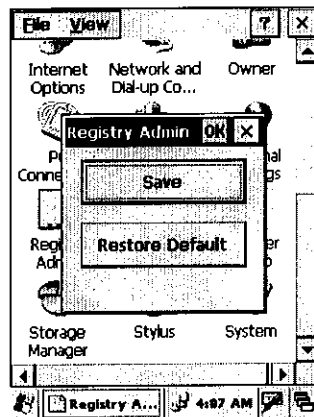 File View ? ×
Internet Options
Network and Dial-up Co...
Owner
Registry Admin OK ×
Save
Restore Default
Storage Manager
Stylus
System
Registry A...
4:07 AM